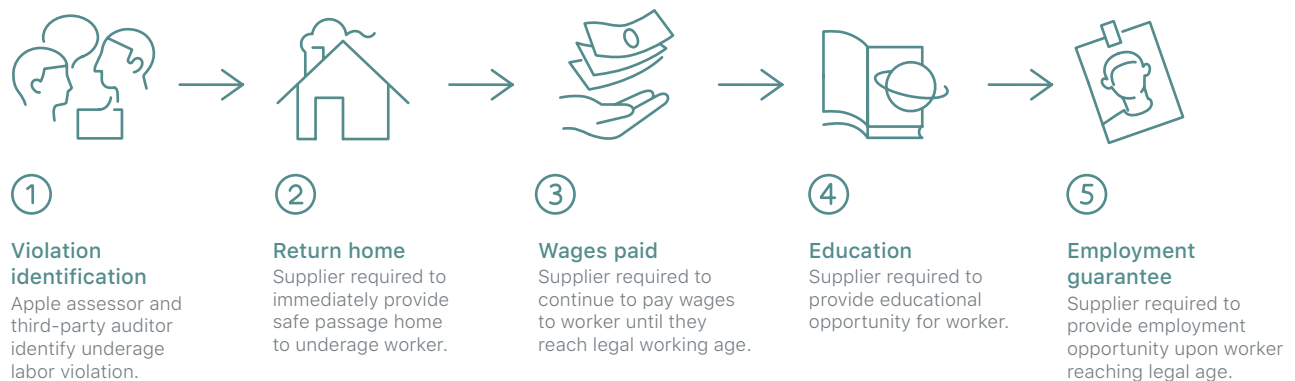 1
Violation
identification
Apple assessor and
third-party auditor
identify underage
labor violation.
2
Return home
Supplier required to
immediately provide
safe passage home
to underage worker.
3
Wages paid
Supplier required to
continue to pay wages
to worker until they
reach legal working age.
4
Education
Supplier required to
provide educational
opportunity for worker.
5
Employment
guarantee
Supplier required to
provide employment
opportunity upon worker
reaching legal age.